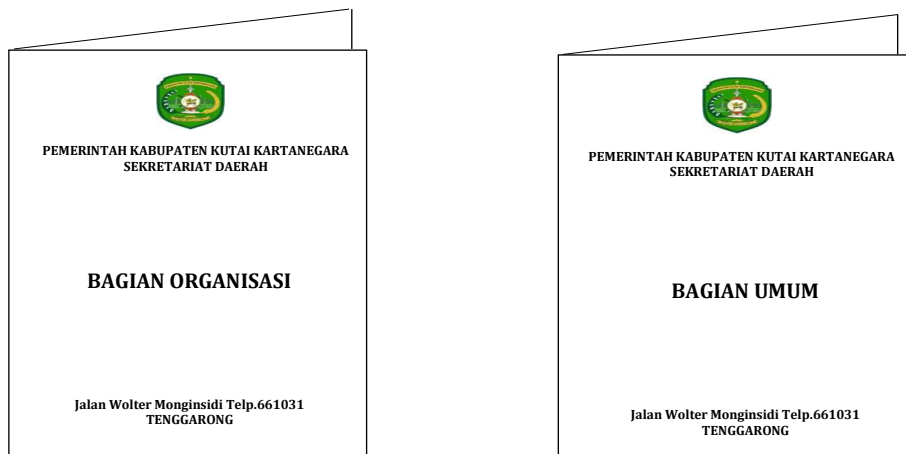 PEMERINTAH KABUPATEN KUTAI KARTANEGARA
SEKRETARIAT DAERAH
BAGIAN ORGANISASI
Jalan Wolter Monginsidi Telp.661031
TENGGARONG
PEMERINTAH KABUPATEN KUTAI KARTANEGARA
SEKRETARIAT DAERAH
BAGIAN UMUM
Jalan Wolter Monginsidi Telp.661031
TENGGARONG